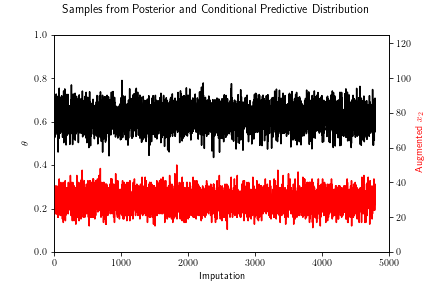 Samples from Posterior and Conditional Predictive Distribution
1.0
0.8
0.6
0.4
0.2
0.0
θ
120
100
80
60
40
20
0
Augmented x₂
0 1000 2000 3000 4000 5000
Imputation